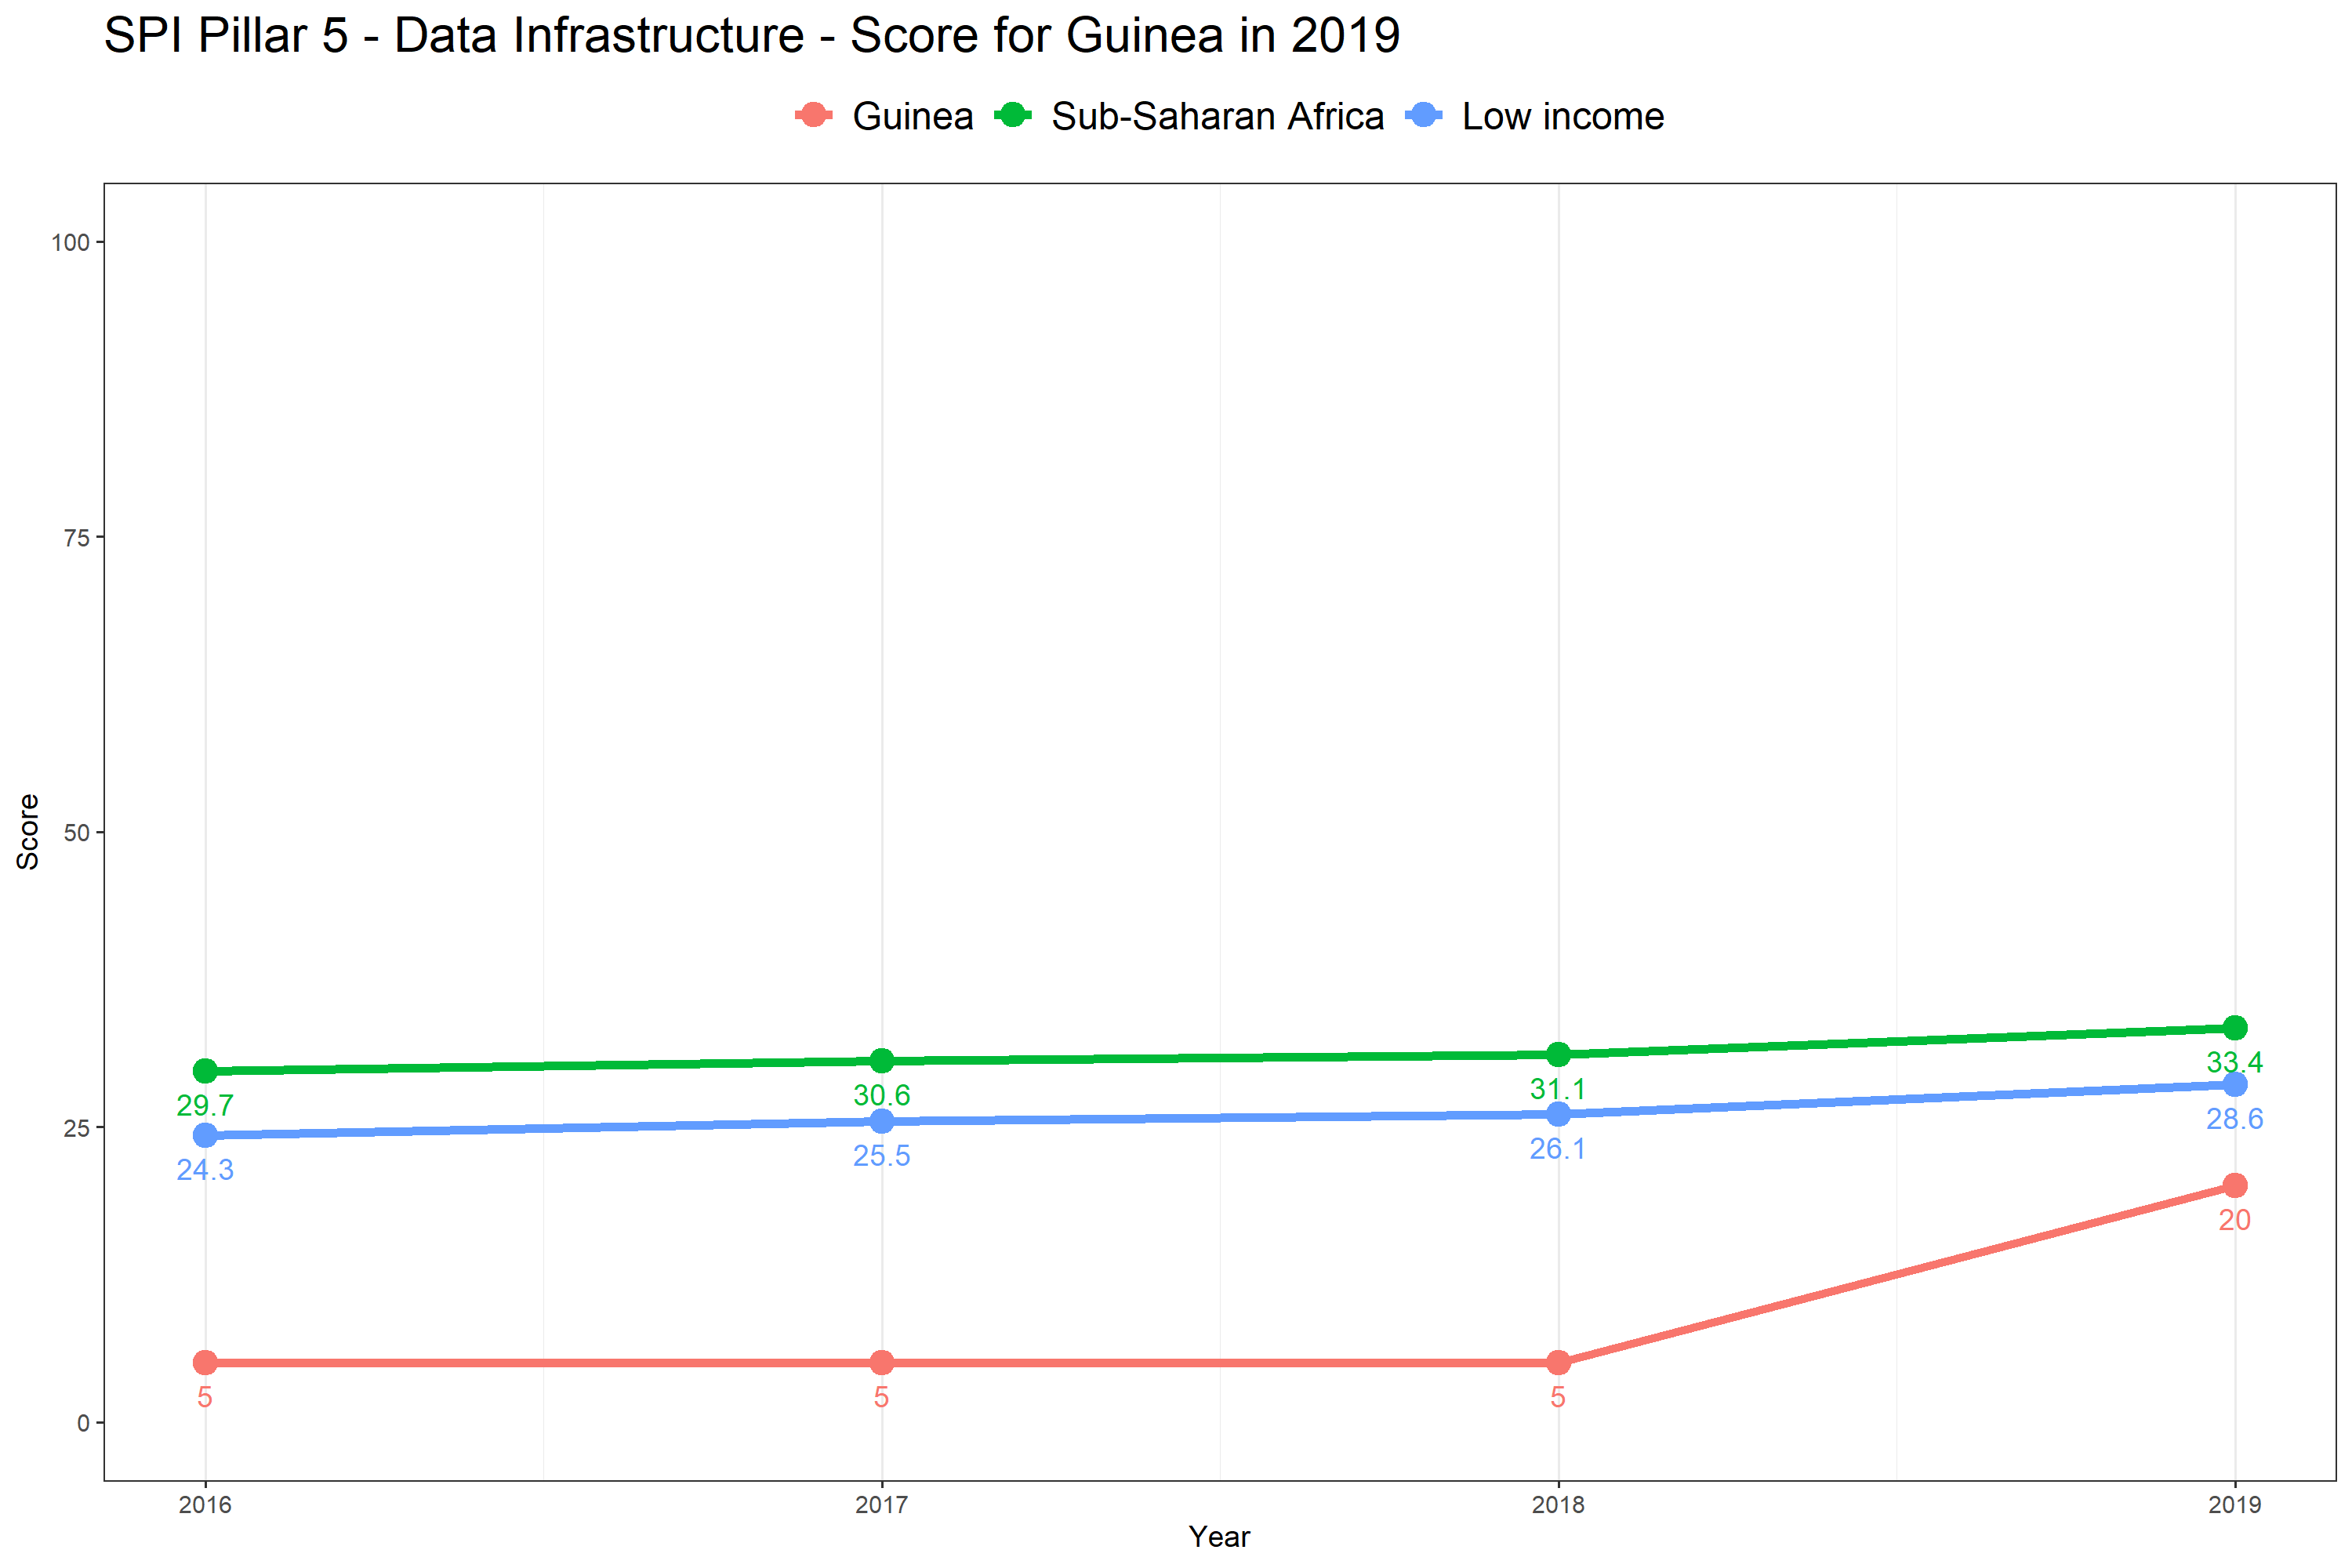 SPI Pillar 5 - Data Infrastructure - Score for Guinea in 2019
Guinea Sub-Saharan Africa Low income
100
75
50
25
0
Score
29.7 30.6 31.1 33.4
24.3 25.5 26.1 28.6
5 5 5 20
2016 2017 2018 2019
Year